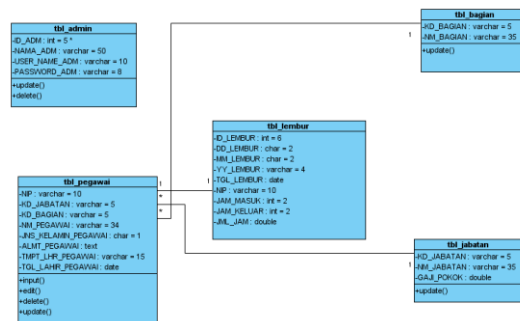 tbl_admin
-ID_ADM : int = 5 *
-NAMA_ADM : varchar = 50
-USER_NAME_ADM : varchar = 10
-PASSWORD_ADM : varchar = 8
+update()
+delete()
tbl_bagian
-KD_BAGIAN : varchar = 5
-NM_BAGIAN : varchar = 35
+update()
*
1
tbl_lembur
-ID_LEMBUR : int = 6
-DD_LEMBUR : char = 2
-MM_LEMBUR : char = 2
-YY_LEMBUR : varchar = 4
-TGL_LEMBUR : date
-NIP : varchar = 10
-JAM_MASUK : int = 2
-JAM_KELUAR : int = 2
-JML_JAM : double
tbl_pegawai
-NIP : varchar = 10
-KD_JABATAN : varchar = 5
-KD_BAGIAN : varchar = 5
-NM_PEGAWAI : varchar = 34
-JNS_KELAMIN_PEGAWAI : char = 1
-ALMT_PEGAWAI : text
-TMPT_LHR_PEGAWAI : varchar = 15
-TGL_LAHIR_PEGAWAI : date
+input()
+edit()
+delete()
+update()
1
1
*
*
tbl_jabatan
-KD_JABATAN : varchar = 5
-NM_JABATAN : varchar = 35
-GAJI_POKOK : double
+update()
1